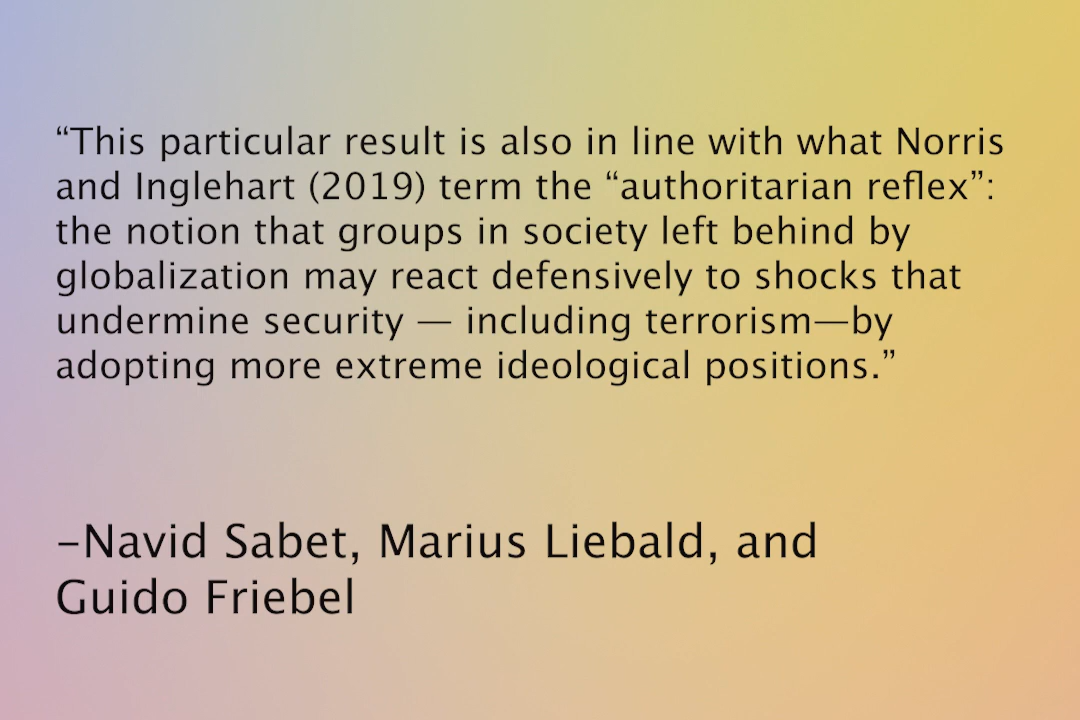 “This particular result is also in line with what Norris
and Inglehart (2019) term the “authoritarian reflex”:
the notion that groups in society left behind by
globalization may react defensively to shocks that
undermine security — including terrorism—by
adopting more extreme ideological positions.”
–Navid Sabet, Marius Liebald, and
Guido Friebel